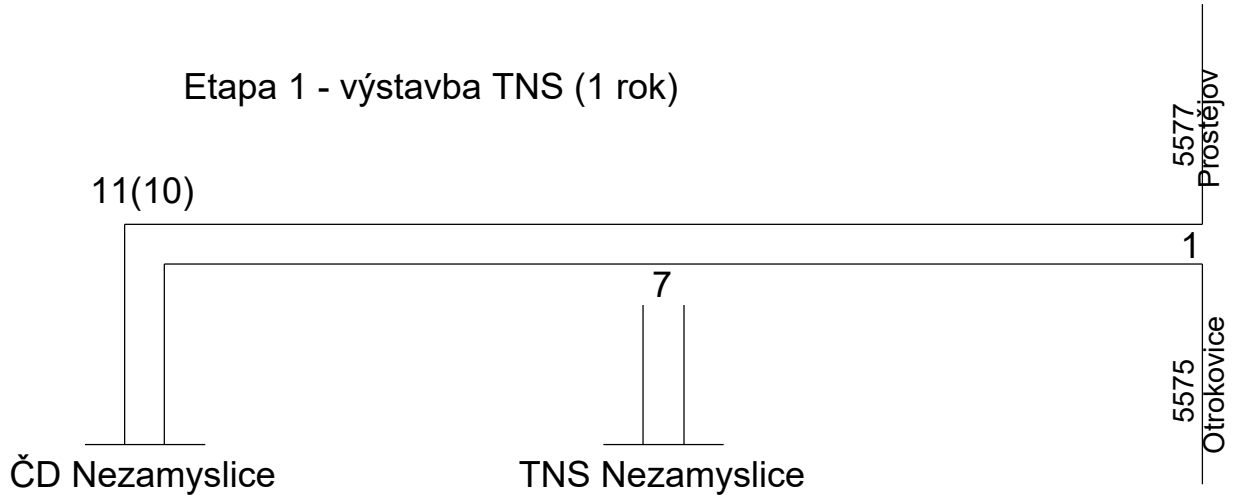 Etapa 1 - výstavba TNS (1 rok)
5577
Prostějov
11(10)
1
7
5575
Otrokovice
ČD Nezamyslice
TNS Nezamyslice